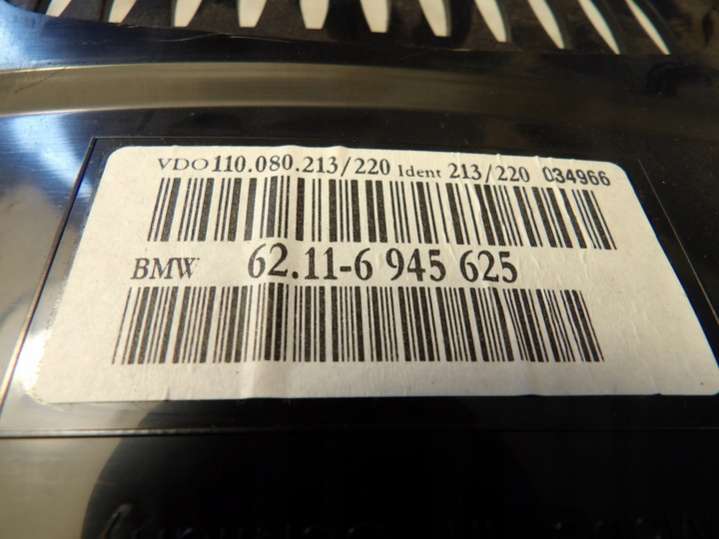 VDO 110.080.213/220 Ident 213/220 034966
BMW 62.11-6 945 625